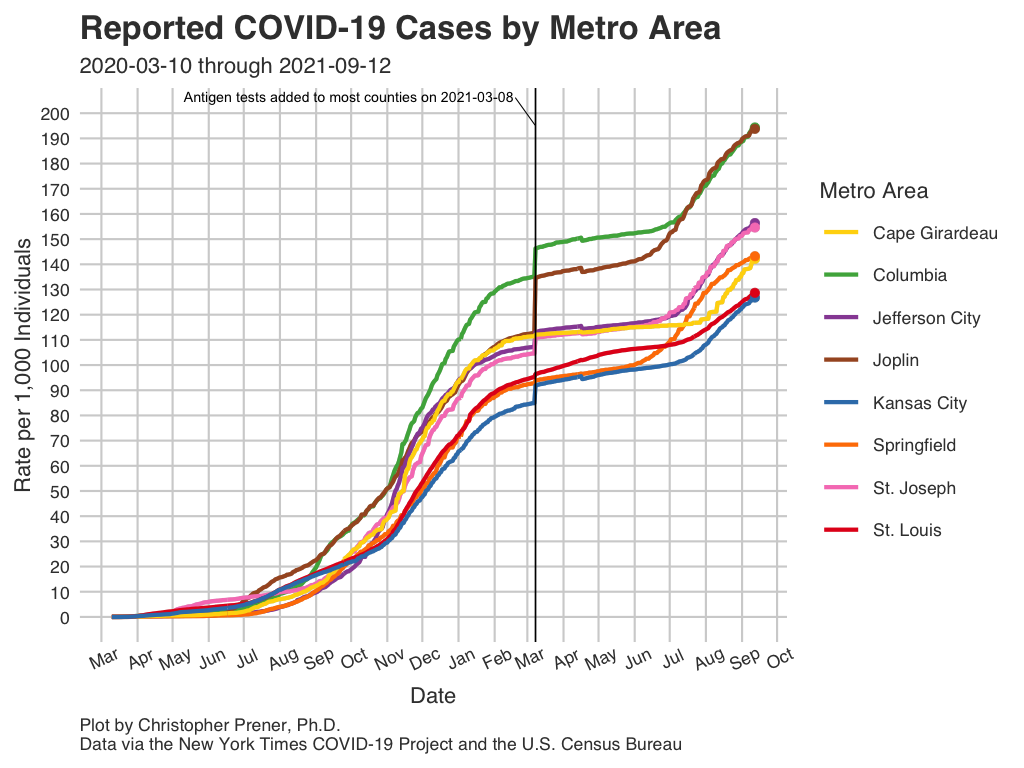 Reported COVID-19 Cases by Metro Area
2020-03-10 through 2021-09-12
Antigen tests added to most counties on 2021-03-08
200
190
180
170
160
150
140
130
120
110
100
90
80
70
60
50
40
30
20
10
0
Rate per 1,000 Individuals
Mar Apr May Jun Jul Aug Sep Oct Nov Dec Jan Feb Mar Apr May Jun Jul Aug Sep Oct
Date
Metro Area
Cape Girardeau
Columbia
Jefferson City
Joplin
Kansas City
Springfield
St. Joseph
St. Louis
Plot by Christopher Prener, Ph.D.
Data via the New York Times COVID-19 Project and the U.S. Census Bureau